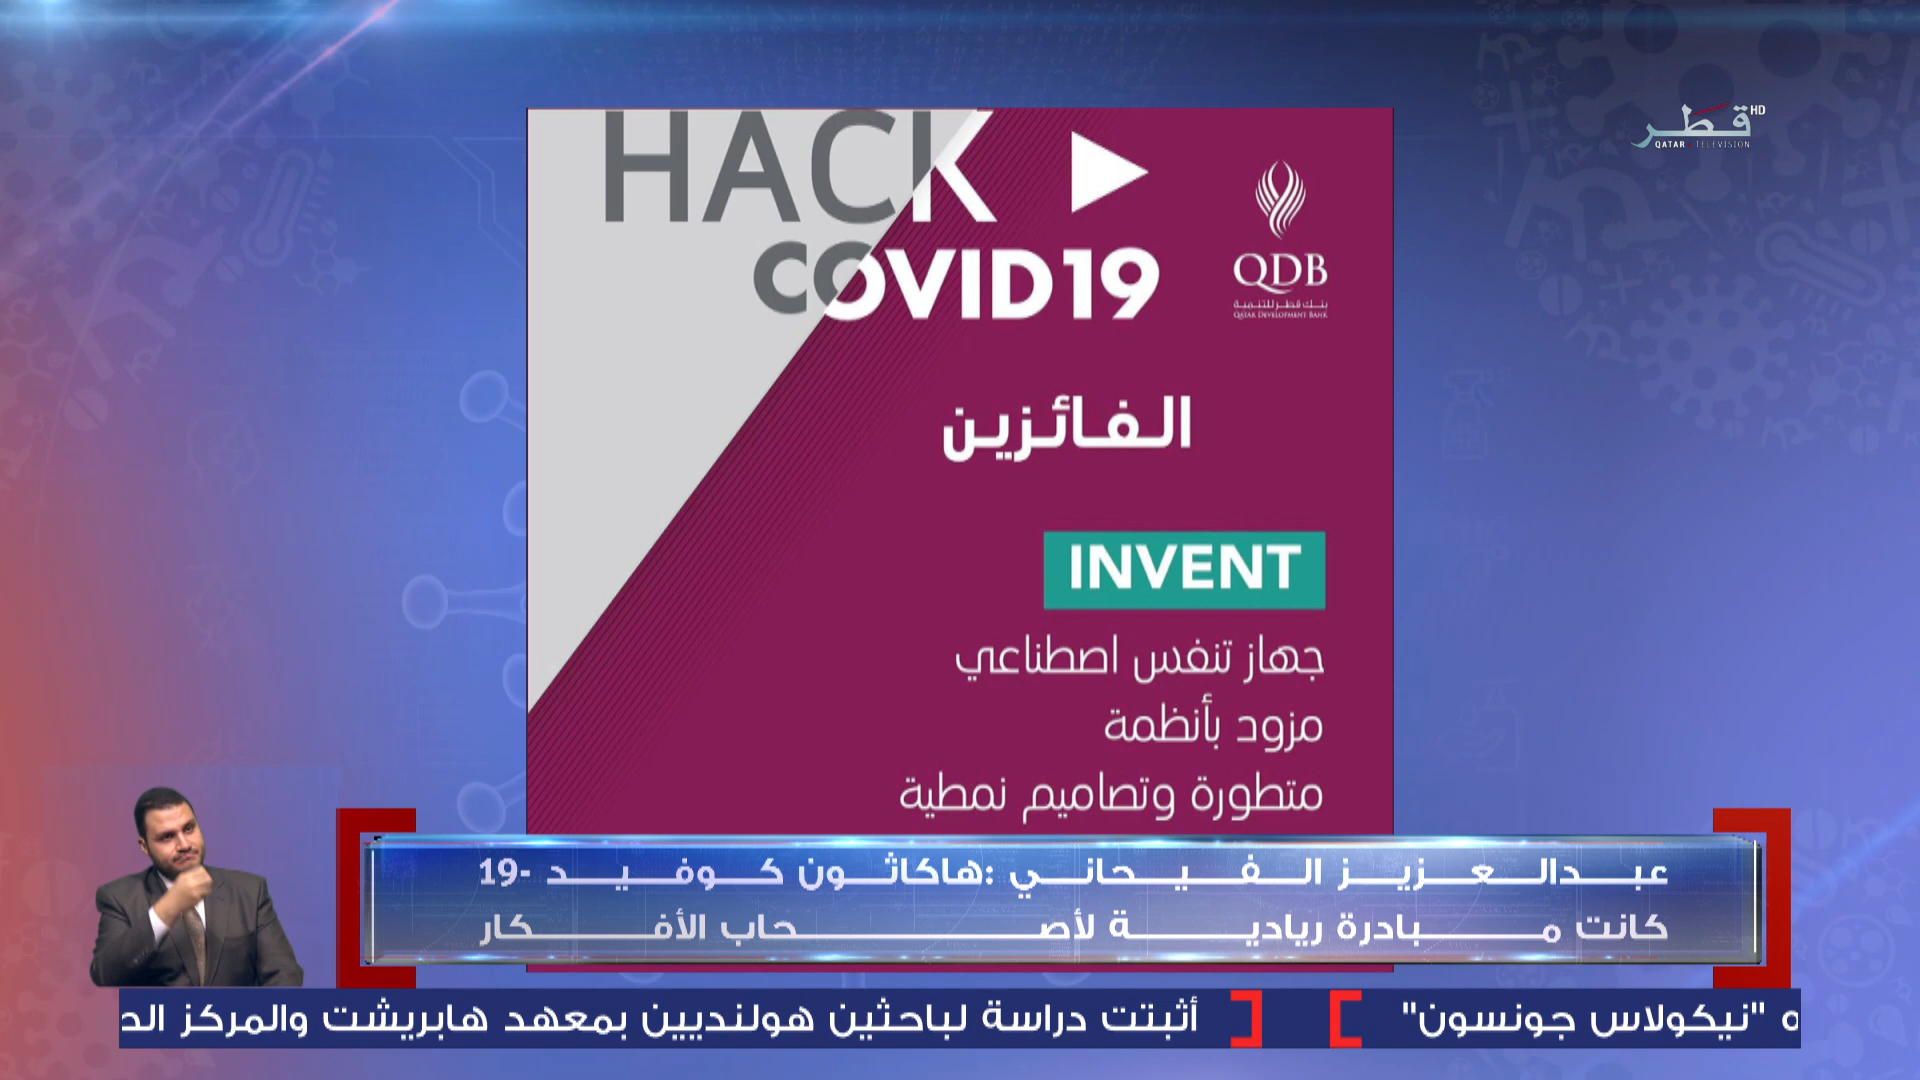 HACK
COVID19
QDB
بنك قطر للتنمية
QATAR DEVELOPMENT BANK
قطر HD
QATAR TELEVISION
الفائزين
INVENT
جهاز تنفس اصطناعي
مزود بأنظمة
متطورة وتصاميم نمطية
عبدالعزيز الفيحاني :هاكاثون كوفيد -19
كانت مبادرة ريادية لأصحاب الأفكار
ه "نيكولاس جونسون" أثبتت دراسة لباحثين هولنديين بمعهد هابريشت والمركز الط